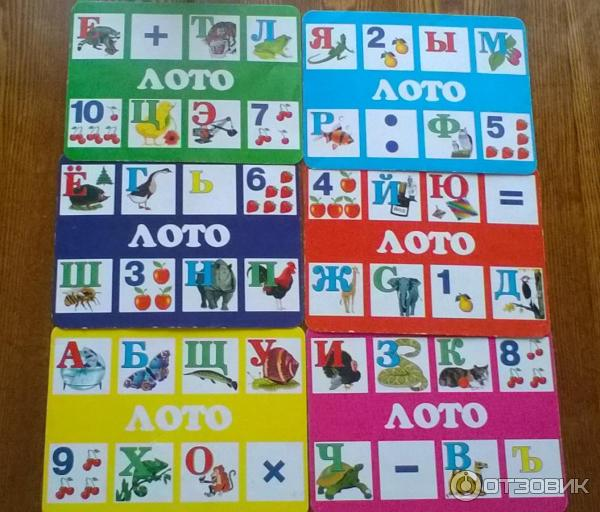 Е + Т Л
ЛОТО
10 Ц Э 7
Я 2 Ы М
ЛОТО
Р : Ф 5
Ё Г Ь 6
ЛОТО
Ш 3 Н П
4 Й Ю =
ЛОТО
Ж С 1 Д
А Б Щ У
ЛОТО
9 Х О ×
И З К 8
ЛОТО
Ч − В Ъ
ОТЗОВИК